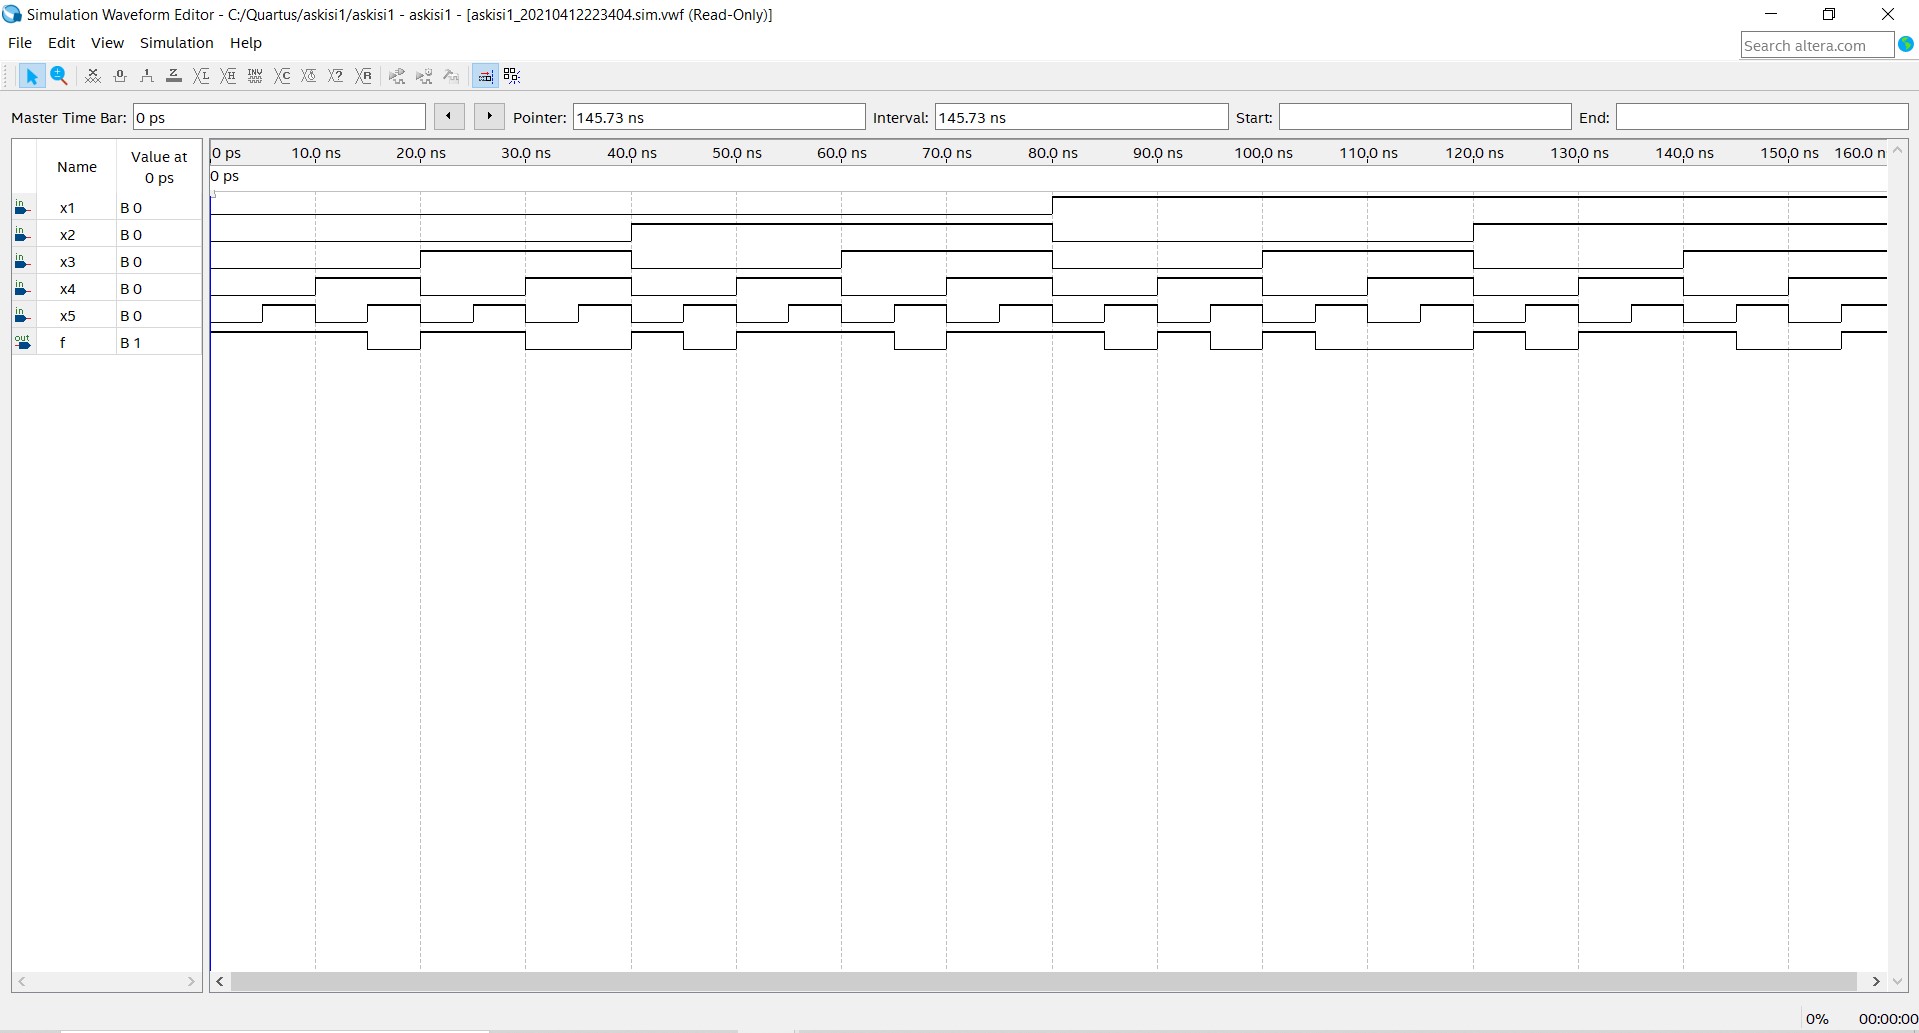 Simulation Waveform Editor - C:/Quartus/askisi1/askisi1 - askisi1 - [askisi1_20210412223404.sim.vwf (Read-Only)]
File Edit View Simulation Help
Search altera.com
Master Time Bar: 0 ps Pointer: 145.73 ns Interval: 145.73 ns Start: End:
Name Value at 0 ps
0 ps 10.0 ns 20.0 ns 30.0 ns 40.0 ns 50.0 ns 60.0 ns 70.0 ns 80.0 ns 90.0 ns 100.0 ns 110.0 ns 120.0 ns 130.0 ns 140.0 ns 150.0 ns 160.0 n
0 ps
in x1 B 0
in x2 B 0
in x3 B 0
in x4 B 0
in x5 B 0
out f B 1
0% 00:00:00